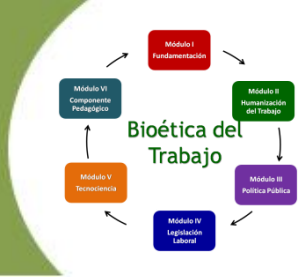 Módulo I
Fundamentación
Módulo II
Humanización
del Trabajo
Módulo III
Política Pública
Módulo IV
Legislación
Laboral
Módulo V
Tecnociencia
Módulo VI
Componente
Pedagógico
Bioética del
Trabajo